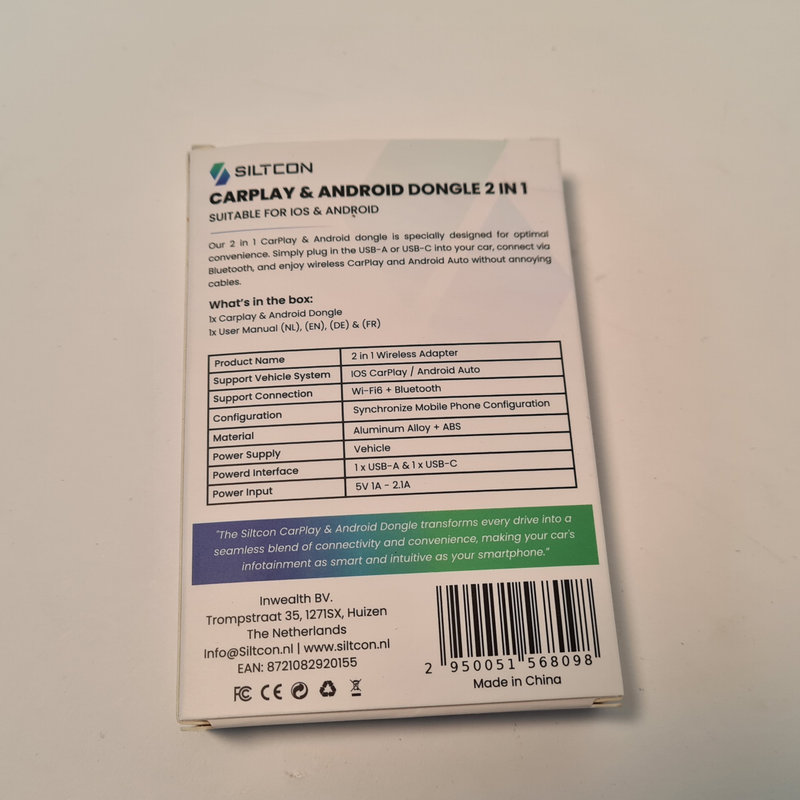 SILTCON
CARPLAY & ANDROID DONGLE 2 IN 1
SUITABLE FOR IOS & ANDROID
Our 2 in 1 CarPlay & Android dongle is specially designed for optimal
convenience. Simply plug in the USB-A or USB-C into your car, connect via
Bluetooth, and enjoy wireless CarPlay and Android Auto without annoying
cables.
What's in the box:
1x Carplay & Android Dongle
1x User Manual (NL), (EN), (DE) & (FR)
Product Name 2 in 1 Wireless Adapter
Support Vehicle System IOS CarPlay / Android Auto
Support Connection Wi-Fi6 + Bluetooth
Configuration Synchronize Mobile Phone Configuration
Material Aluminum Alloy + ABS
Power Supply Vehicle
Powerd Interface 1 x USB-A & 1 x USB-C
Power Input 5V 1A - 2.1A
"The Siltcon CarPlay & Android Dongle transforms every drive into a
seamless blend of connectivity and convenience, making your car's
infotainment as smart and intuitive as your smartphone."
Inwealth BV.
Trompstraat 35, 1271SX, Huizen
The Netherlands
Info@Siltcon.nl | www.siltcon.nl
EAN: 8721082920155
FC CE
2 950051 568098
Made in China